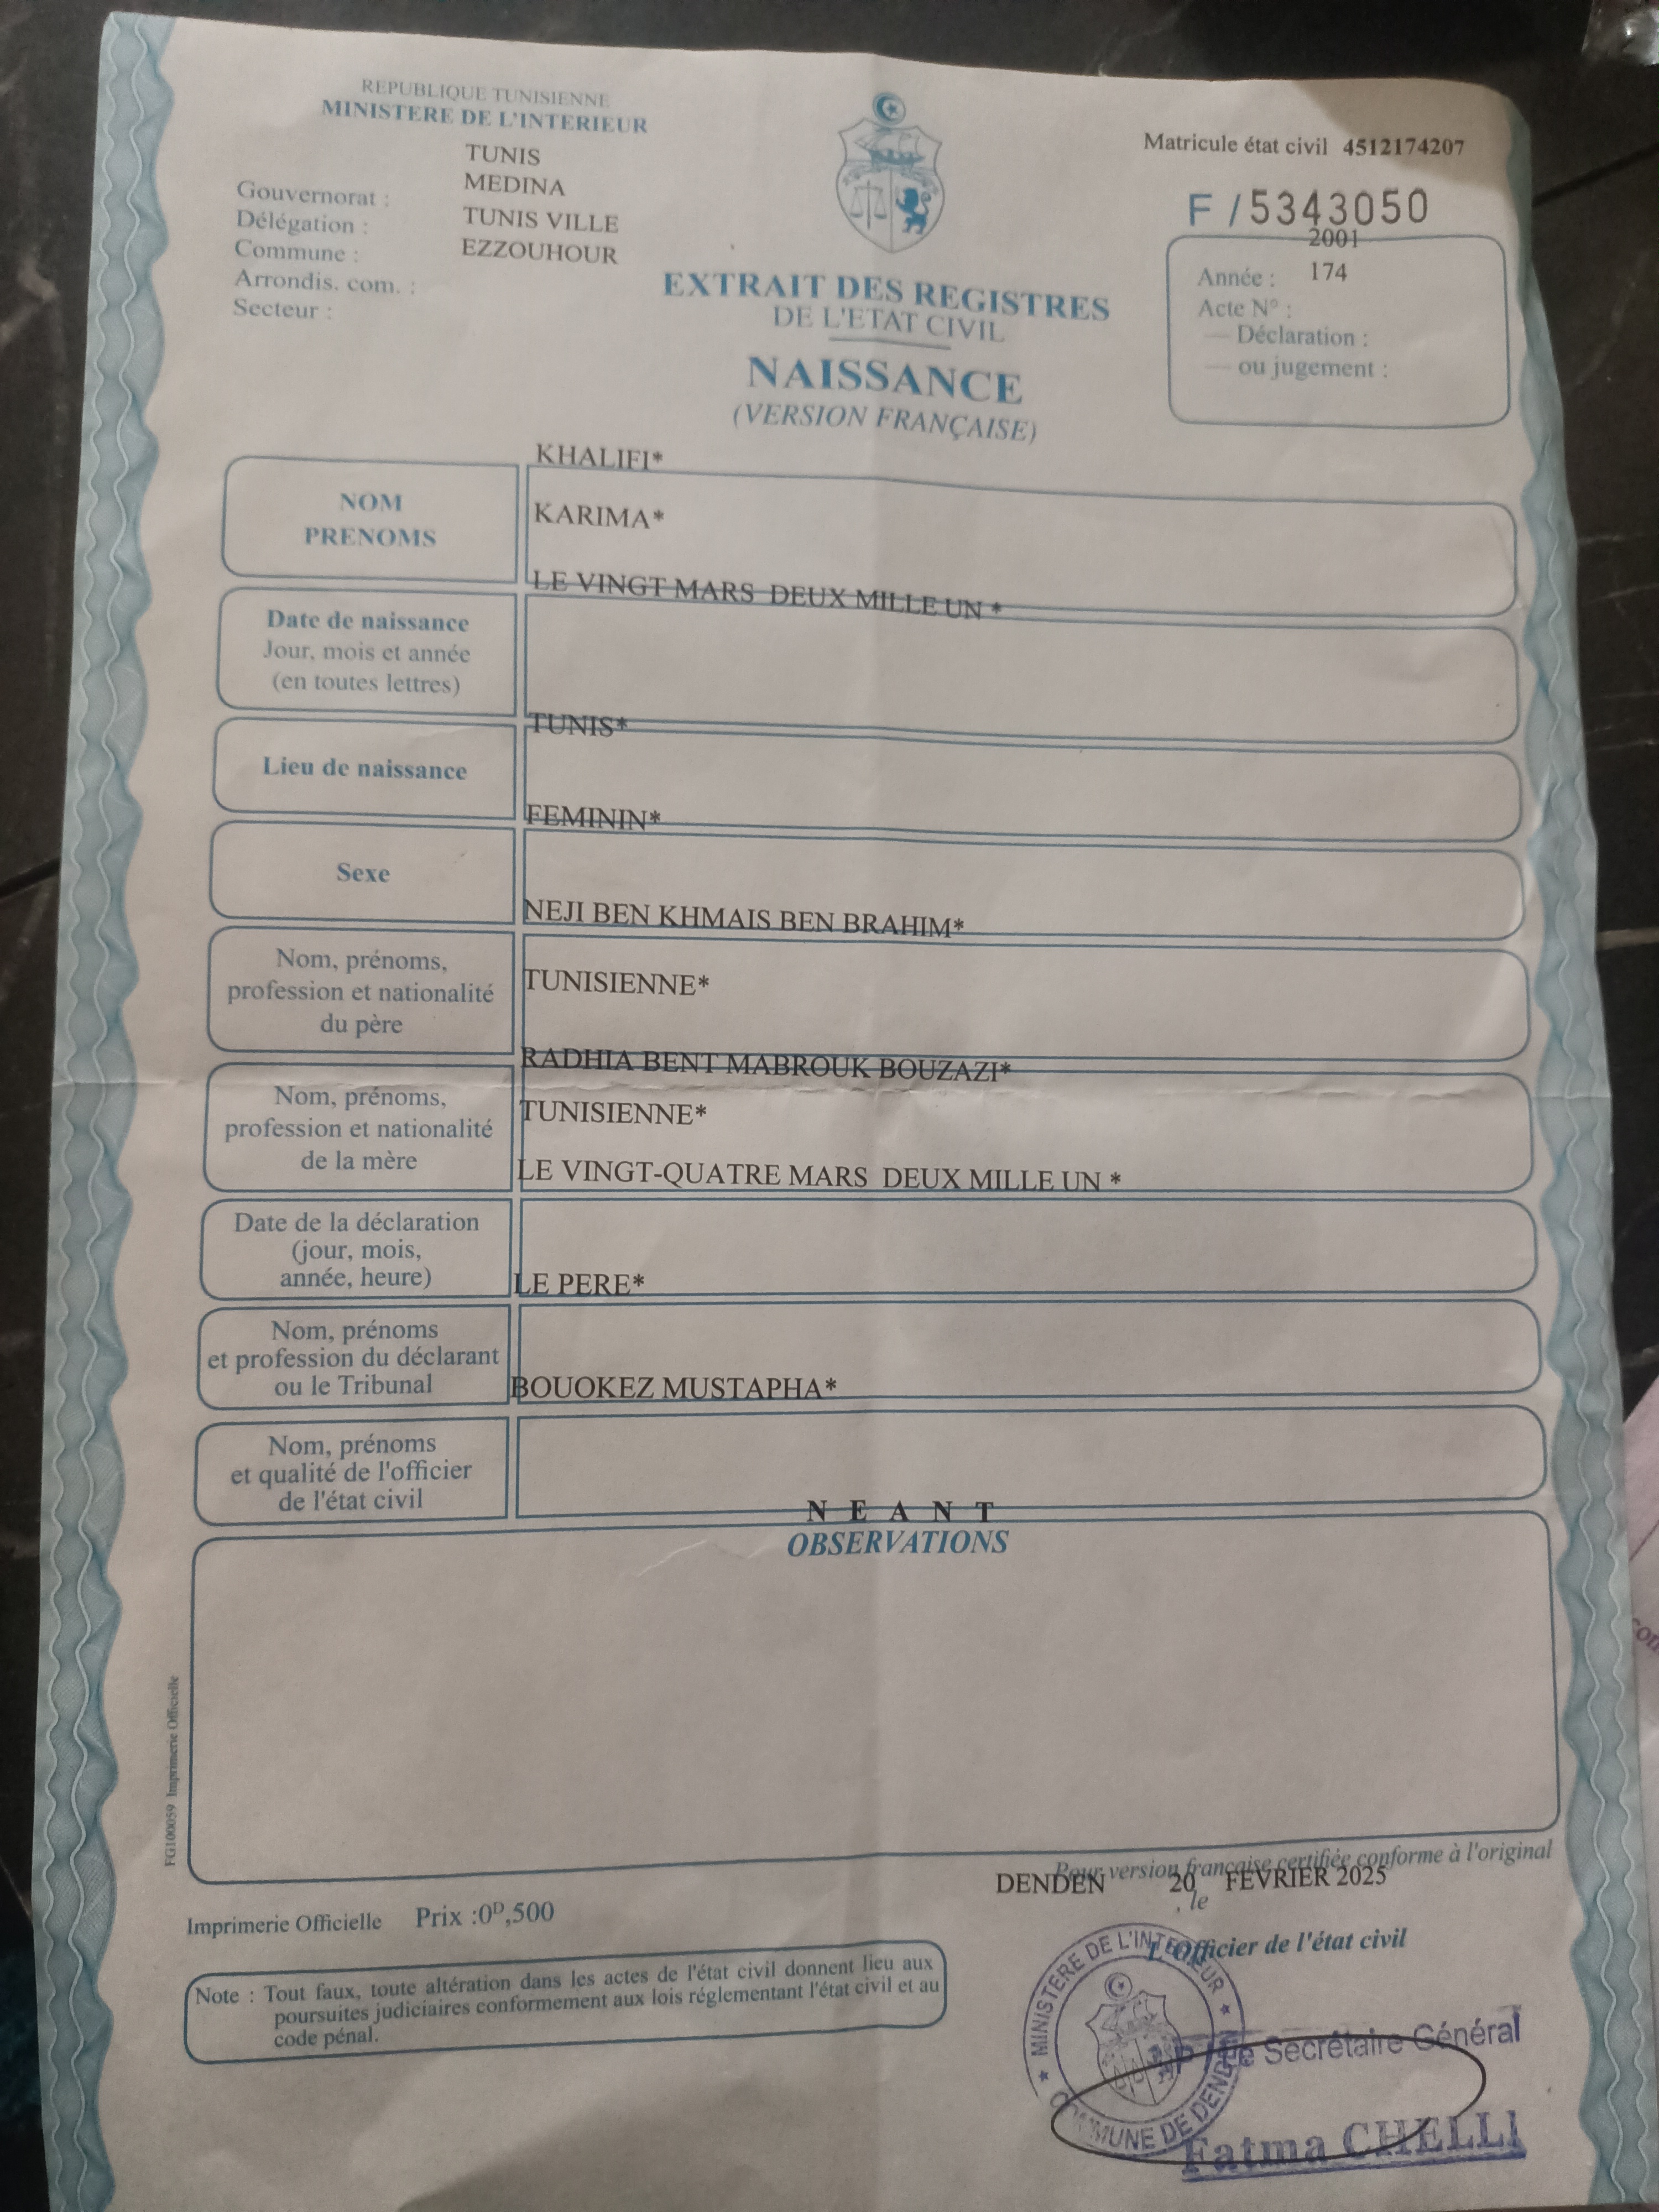 REPUBLIQUE TUNISIENNE
MINISTERE DE L'INTERIEUR
TUNIS
Gouvernorat : MEDINA
Délégation : TUNIS VILLE
Commune : EZZOUHOUR
Arrondis. com. :
Secteur :
Matricule état civil 4512174207
F / 5343050
2001
Année : 174
Acte N° :
— Déclaration :
— ou jugement :
EXTRAIT DES REGISTRES
DE L'ETAT CIVIL
NAISSANCE
(VERSION FRANÇAISE)
KHALIFI*
NOM
PRENOMS
KARIMA*
LE VINGT MARS DEUX MILLE UN *
Date de naissance
Jour, mois et année
(en toutes lettres)
TUNIS*
Lieu de naissance
FEMININ*
Sexe
NEJI BEN KHMAIS BEN BRAHIM*
Nom, prénoms,
profession et nationalité
du père
TUNISIENNE*
RADHIA BENT MABROUK BOUZAZI*
Nom, prénoms,
profession et nationalité
de la mère
TUNISIENNE*
LE VINGT-QUATRE MARS DEUX MILLE UN *
Date de la déclaration
(jour, mois,
année, heure)
LE PERE*
Nom, prénoms
et profession du déclarant
ou le Tribunal
BOUOKEZ MUSTAPHA*
Nom, prénoms
et qualité de l'officier
de l'état civil
N E A N T
OBSERVATIONS
FG100059 Imprimerie Officielle
Pour version française certifiée conforme à l'original
DENDEN 20 FEVRIER 2025
, le
Imprimerie Officielle Prix :0ᴰ,500
L'Officier de l'état civil
Note : Tout faux, toute altération dans les actes de l'état civil donnent lieu aux
poursuites judiciaires conformement aux lois réglementant l'état civil et au
code pénal.
★ MINISTERE DE L'INTERIEUR ★
COMMUNE DE DENDEN
P/ Le Secrétaire Général
Fatma CHELLI